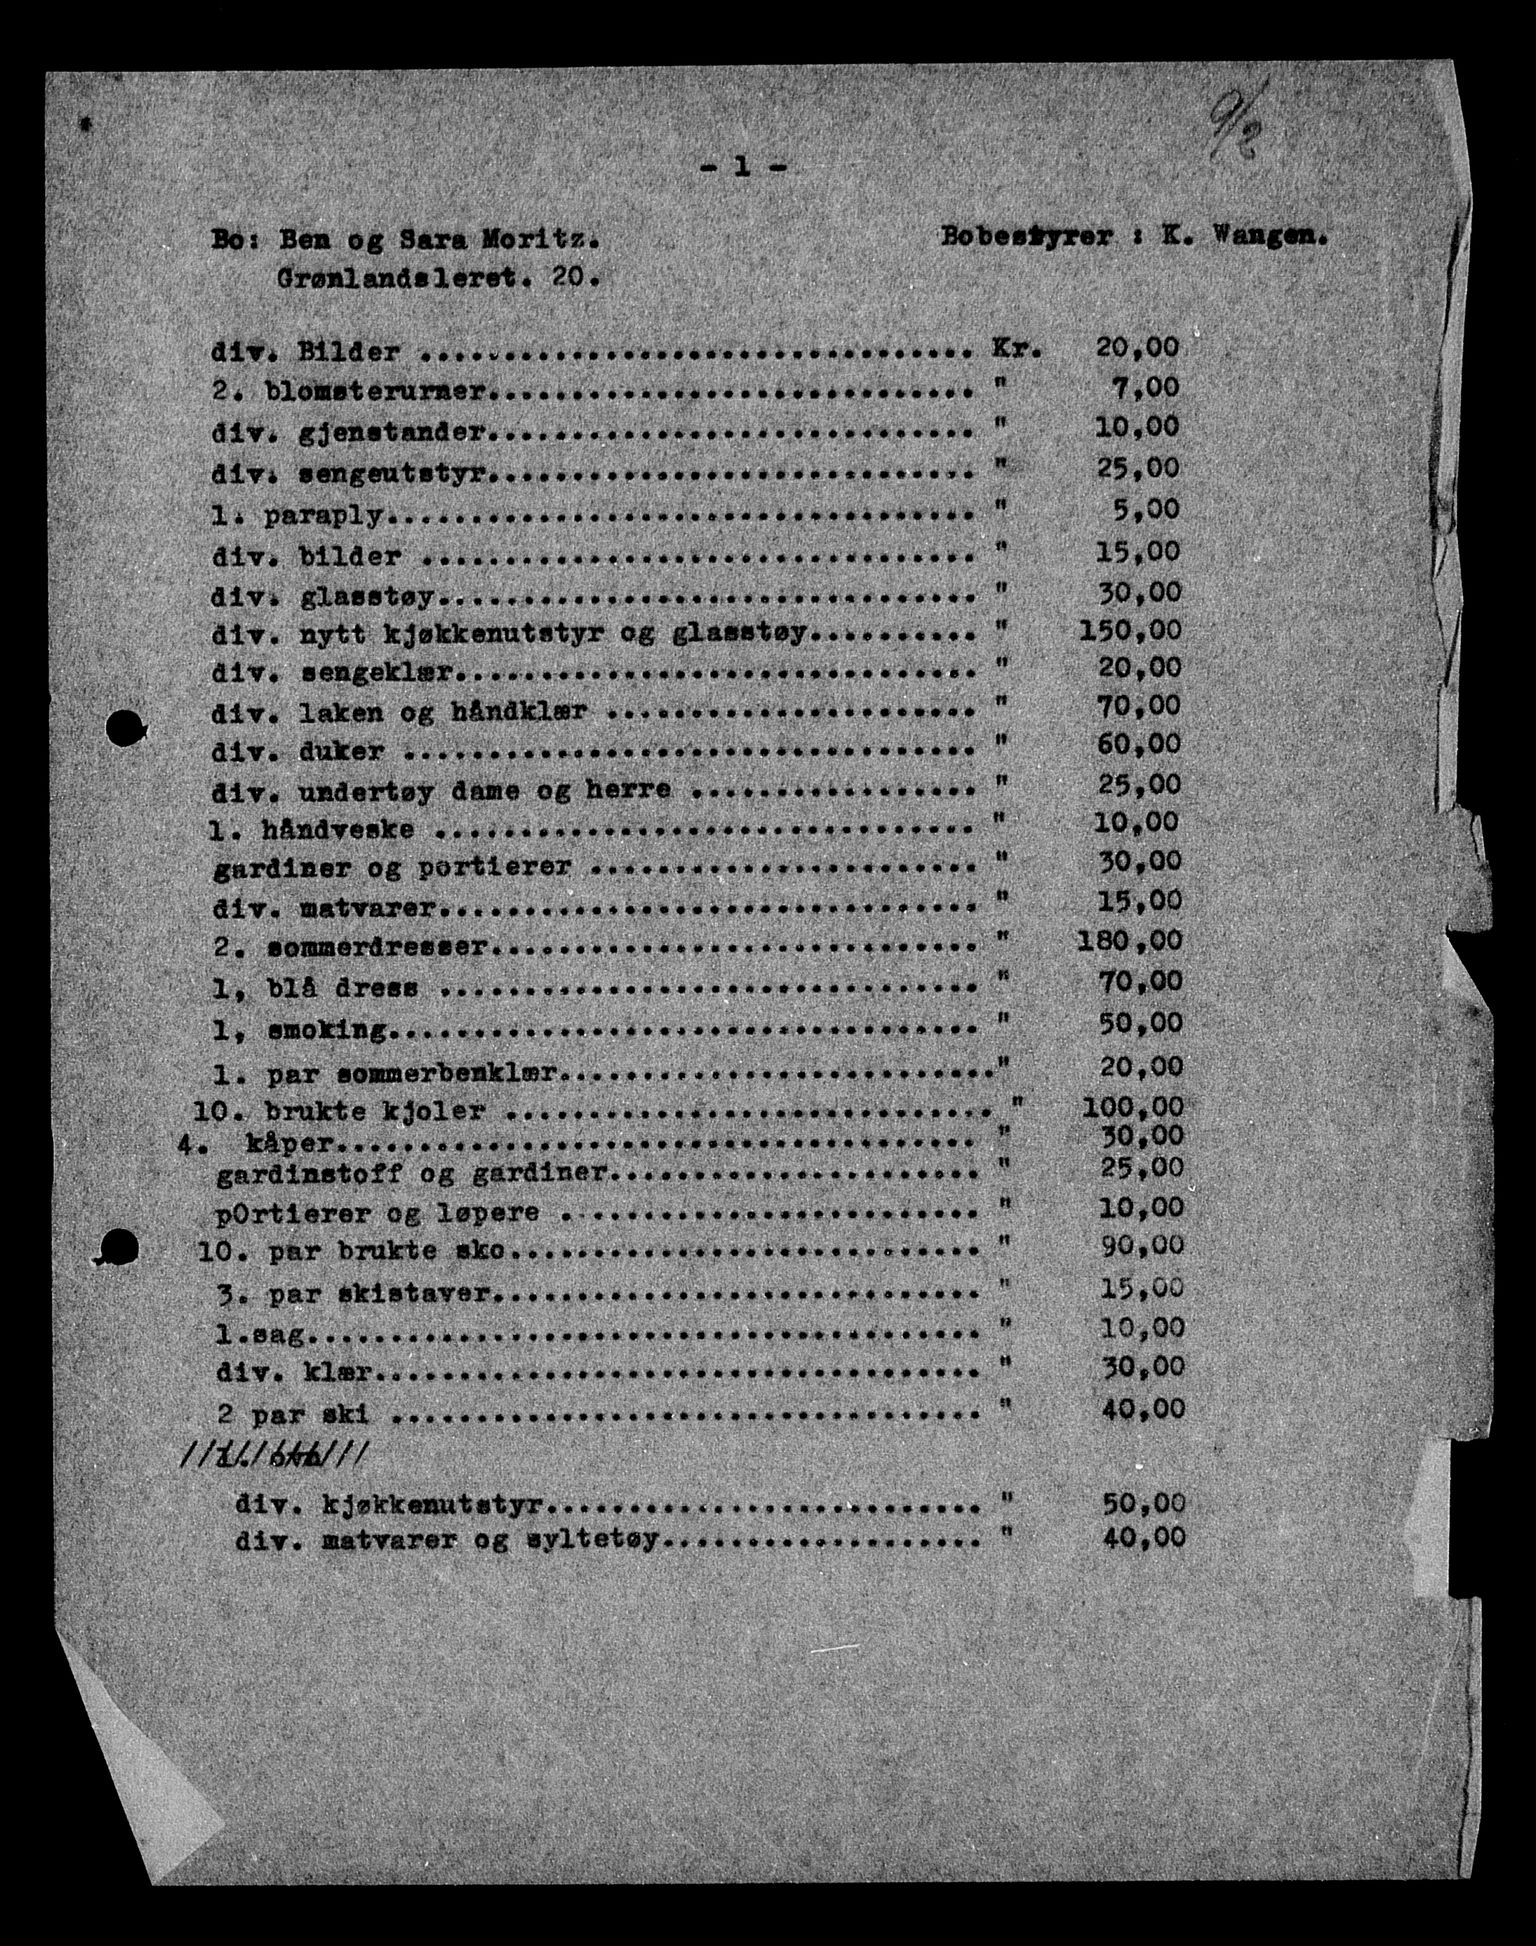 9/2
- 1 -
Bo: Ben og Sara Moritz. Bobestyrer : K. Wangen.
Grønlandsleret. 20.
div. Bilder ................................. Kr. 20,00
2. blomsterurner............................. " 7,00
div. gjenstander............................. " 10,00
div. sengeutstyr............................. " 25,00
1. paraply................................... " 5,00
div. bilder ................................. " 15,00
div. glasstøy................................ " 30,00
div. nytt kjøkkenutstyr og glasstøy.......... " 150,00
div. sengeklær............................... " 20,00
div. laken og håndklær ...................... " 70,00
div. duker .................................. " 60,00
div. undertøy dame og herre ................. " 25,00
1. håndveske ................................ " 10,00
gardiner og portierer ....................... " 30,00
div. matvarer................................ " 15,00
2. sommerdresser............................. " 180,00
1, blå dress ................................ " 70,00
1, smoking................................... " 50,00
1. par sommerbenklær.........................." 20,00
10. brukte kjoler ............................. " 100,00
4. kåper...................................... " 30,00
gardinstoff og gardiner...................... " 25,00
pOrtierer og løpere ......................... " 10,00
10. par brukte sko............................ " 90,00
3. par skistaver............................. " 15,00
1.sag........................................ " 10,00
div. klær.................................... " 30,00
2 par ski ................................... " 40,00
div. kjøkkenutstyr.......................... " 50,00
div. matvarer og syltetøy................... " 40,00